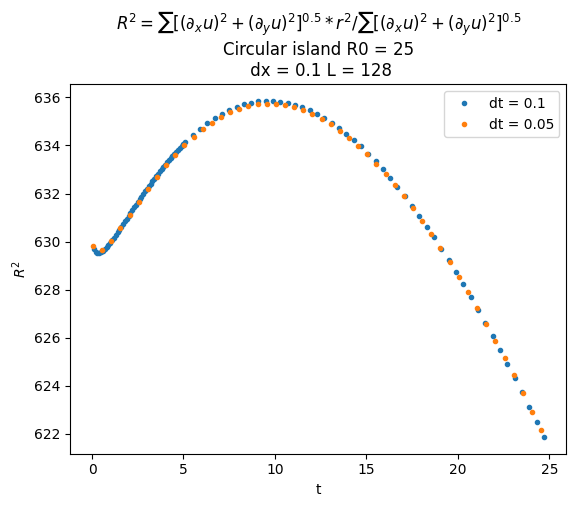 $R^2 = \sum[(\partial_x u)^2 + (\partial_y u)^2]^{0.5} * r^2 / \sum[(\partial_x u)^2 + (\partial_y u)^2]^{0.5}$
Circular island R0 = 25
dx = 0.1 L = 128
dt = 0.1
dt = 0.05
$R^2$
636
634
632
630
628
626
624
622
0
5
10
15
20
25
t